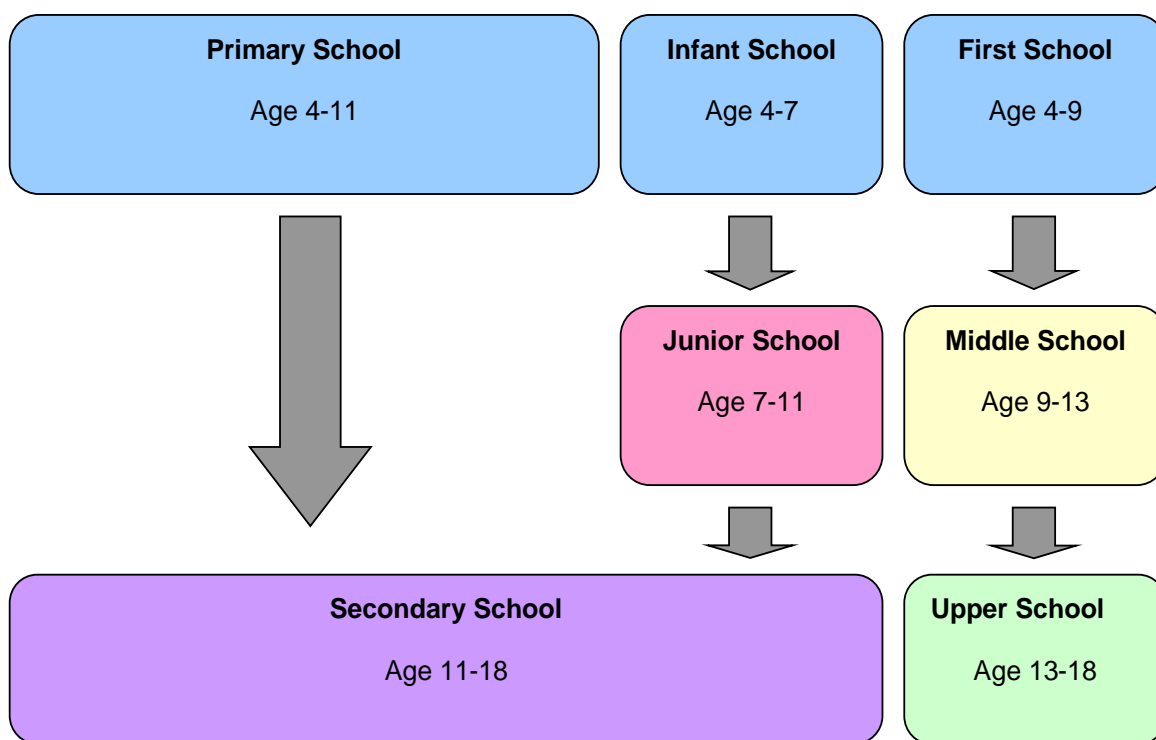 Primary School
Age 4-11
Infant School
Age 4-7
First School
Age 4-9
Junior School
Age 7-11
Middle School
Age 9-13
Secondary School
Age 11-18
Upper School
Age 13-18